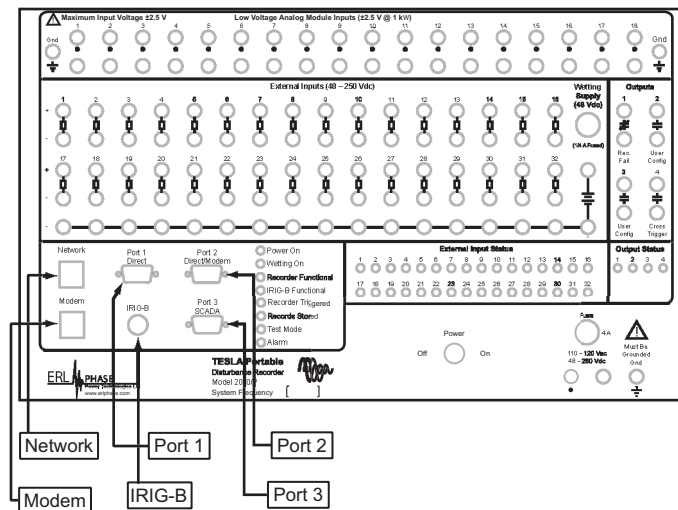 Maximum Input Voltage ±2.5 V Low Voltage Analog Module Inputs (±2.5 V @ 1 kW)
1 2 3 4 5 6 7 8 9 10 11 12 13 14 15 16 17 18
Gnd Gnd
External Inputs (48 – 250 Vdc)
Wetting
Supply
(48 Vdc)
(1/4 A Fused)
1 2 3 4 5 6 7 8 9 10 11 12 13 14 15 16
+
-
17 18 19 20 21 22 23 24 25 26 27 28 29 30 31 32
+
-
-
Outputs
1 2
Rec.
Fail
User
Config
3 4
User
Config
Cross
Trigger
Network
Modem
Port 1
Direct
Port 2
Direct/Modem
IRIG-B
Port 3
SCADA
Power On
Wetting On
Recorder Functional
IRIG-B Functional
Recorder Triggered
Records Stored
Test Mode
Alarm
External Input Status
1 2 3 4 5 6 7 8 9 10 11 12 13 14 15 16
17 18 19 20 21 22 23 24 25 26 27 28 29 30 31 32
Output Status
1 2 3 4
Power
Off On
Fuse
4A
110 – 120 Vac
48 – 250 Vdc
Must Be
Grounded
Gnd
ERL PHASE
www.erlphase.com
TESLA Portable
Disturbance Recorder
System Frequency [ ]
Network
Port 1
Port 2
Modem
IRIG-B
Port 3